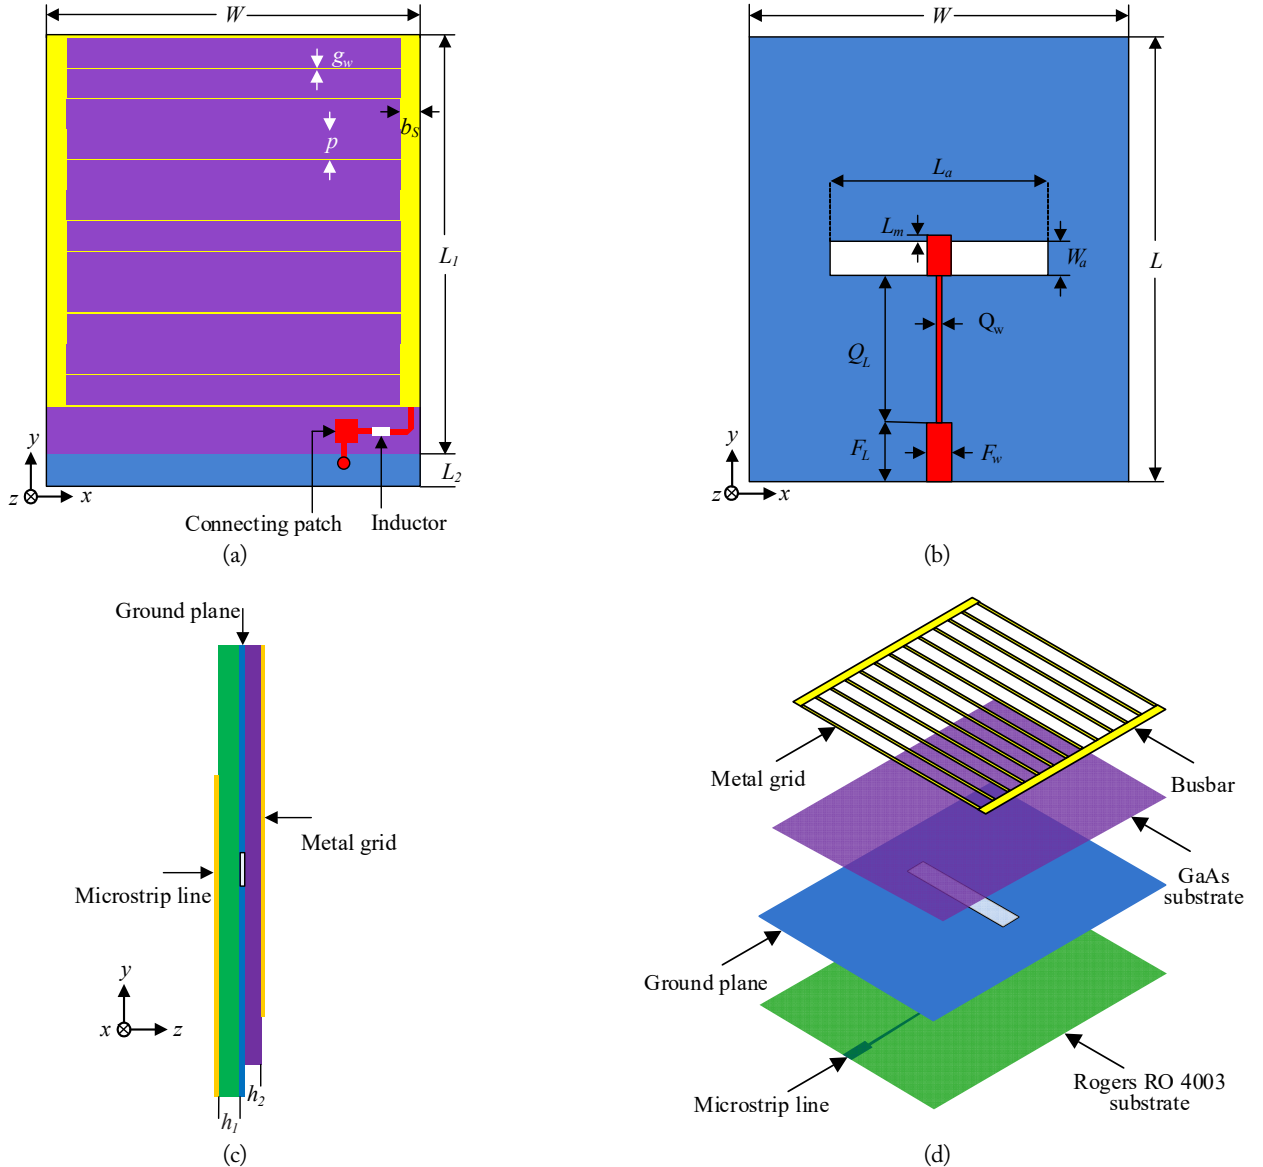 W
g_w
b_S
p
L_1
L_2
y
z
x
Connecting patch
Inductor
(a)
W
L_a
L_m
W_a
L
Q_w
Q_L
F_L
F_w
y
z
x
(b)
Ground plane
Metal grid
Microstrip line
y
x
z
h_2
h_1
(c)
Metal grid
Busbar
GaAs
substrate
Ground plane
Rogers RO 4003
substrate
Microstrip line
(d)